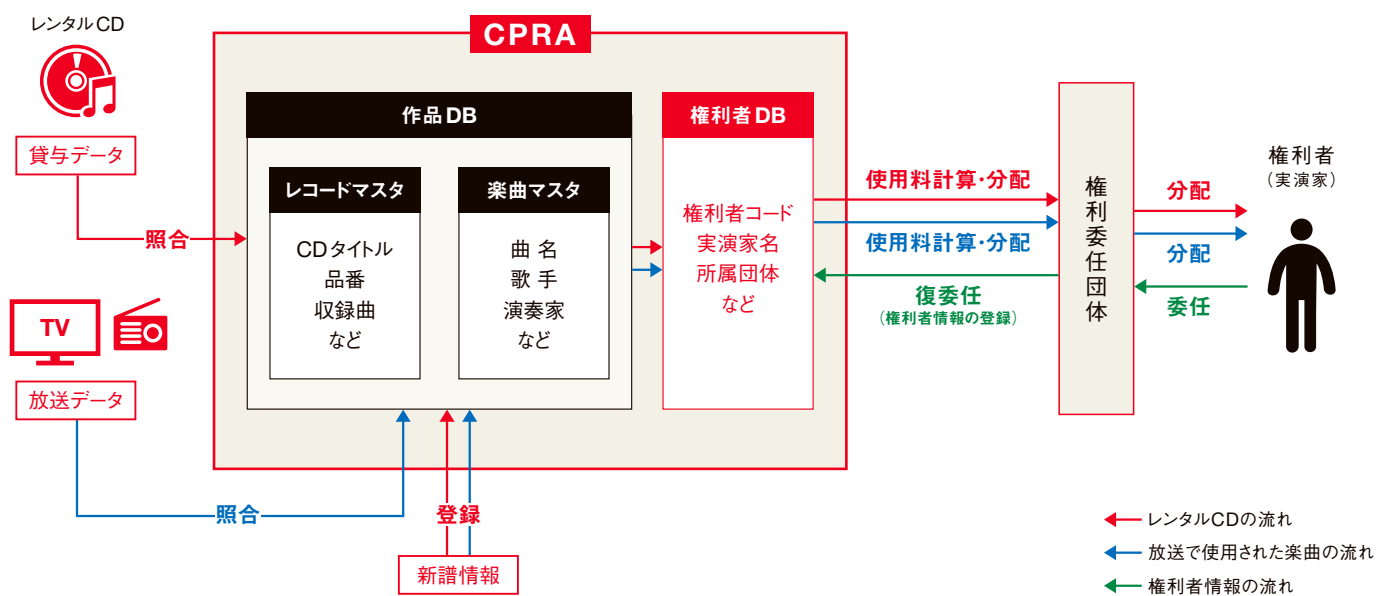 レンタルCD
貸与データ
照合
TV
放送データ
照合
CPRA
作品DB
レコードマスタ
CDタイトル
品番
収録曲
など
楽曲マスタ
曲 名
歌 手
演奏家
など
権利者DB
権利者コード
実演家名
所属団体
など
登録
新譜情報
使用料計算・分配
使用料計算・分配
復委任
(権利者情報の登録)
権利委任団体
分配
分配
委任
権利者
(実演家)
レンタルCDの流れ
放送で使用された楽曲の流れ
権利者情報の流れ